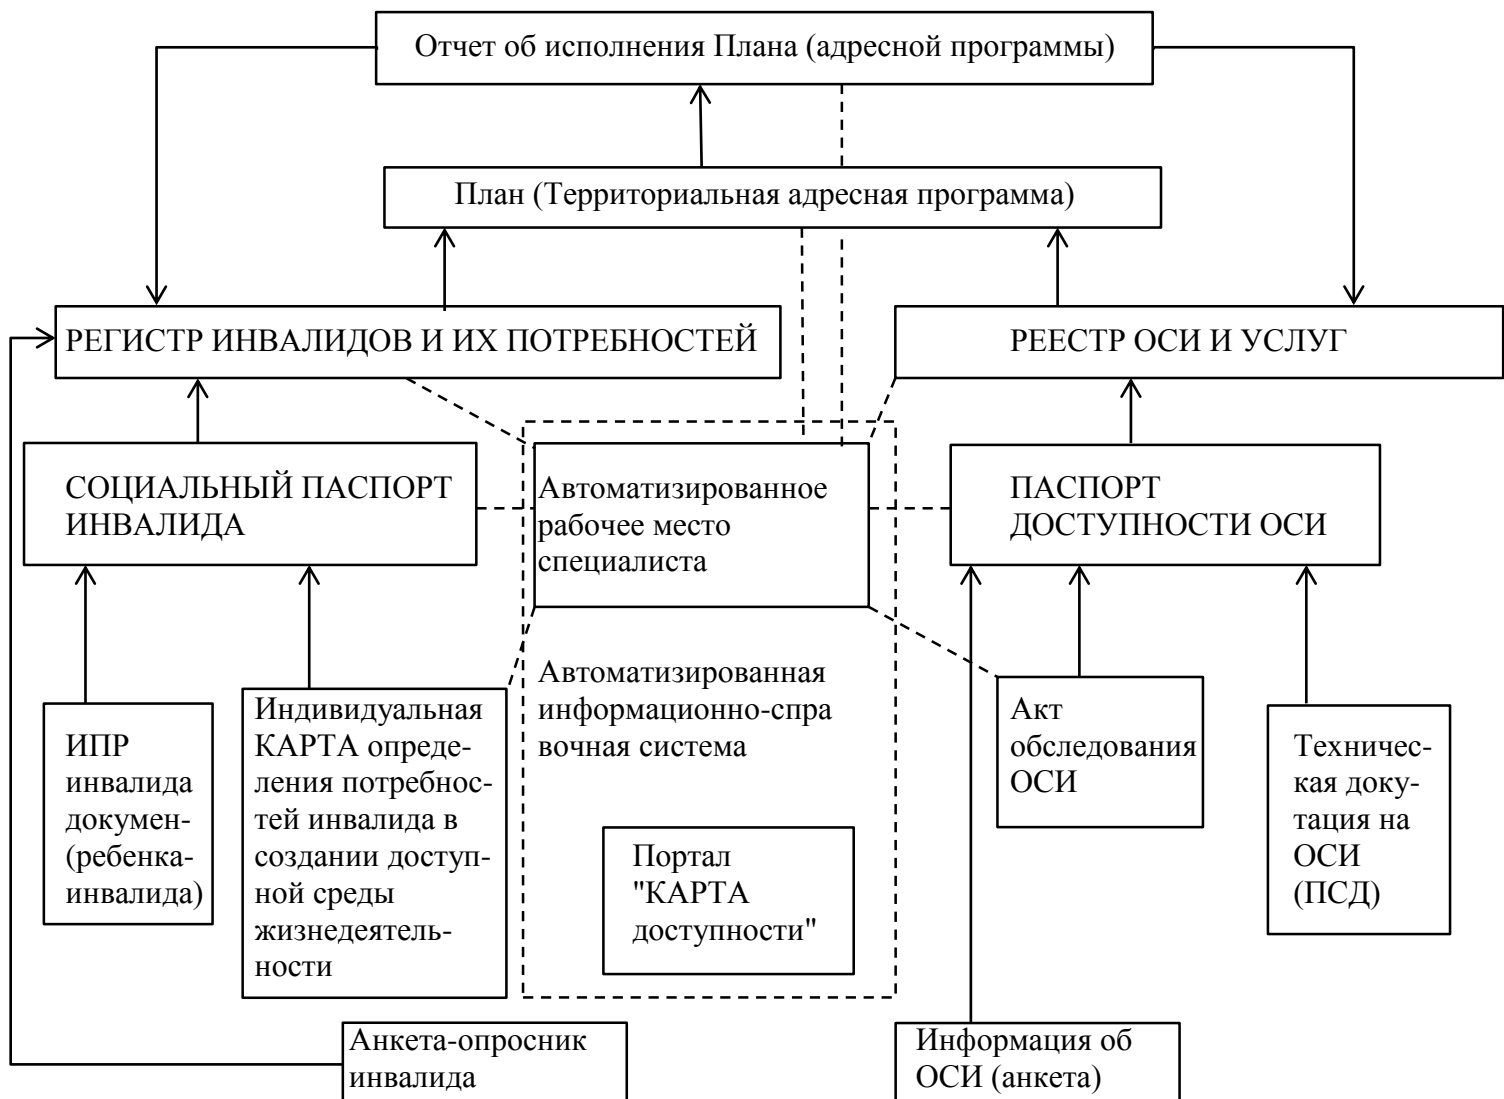 Отчет об исполнения Плана (адресной программы)
План (Территориальная адресная программа)
РЕГИСТР ИНВАЛИДОВ И ИХ ПОТРЕБНОСТЕЙ
РЕЕСТР ОСИ И УСЛУГ
СОЦИАЛЬНЫЙ ПАСПОРТ
ИНВАЛИДА
Автоматизированное
рабочее место
специалиста
ПАСПОРТ
ДОСТУПНОСТИ ОСИ
ИПР
инвалида
докумен-
(ребенка-
инвалида)
Индивидуальная
КАРТА опреде-
ления потребнос-
тей инвалида в
создании доступ-
ной среды
жизнедеятель-
ности
Автоматизированная
информационно-спра
вочная система
Портал
"КАРТА
доступности"
Акт
обследования
ОСИ
Техничес-
кая доку-
тация на
ОСИ
(ПСД)
Анкета-опросник
инвалида
Информация об
ОСИ (анкета)